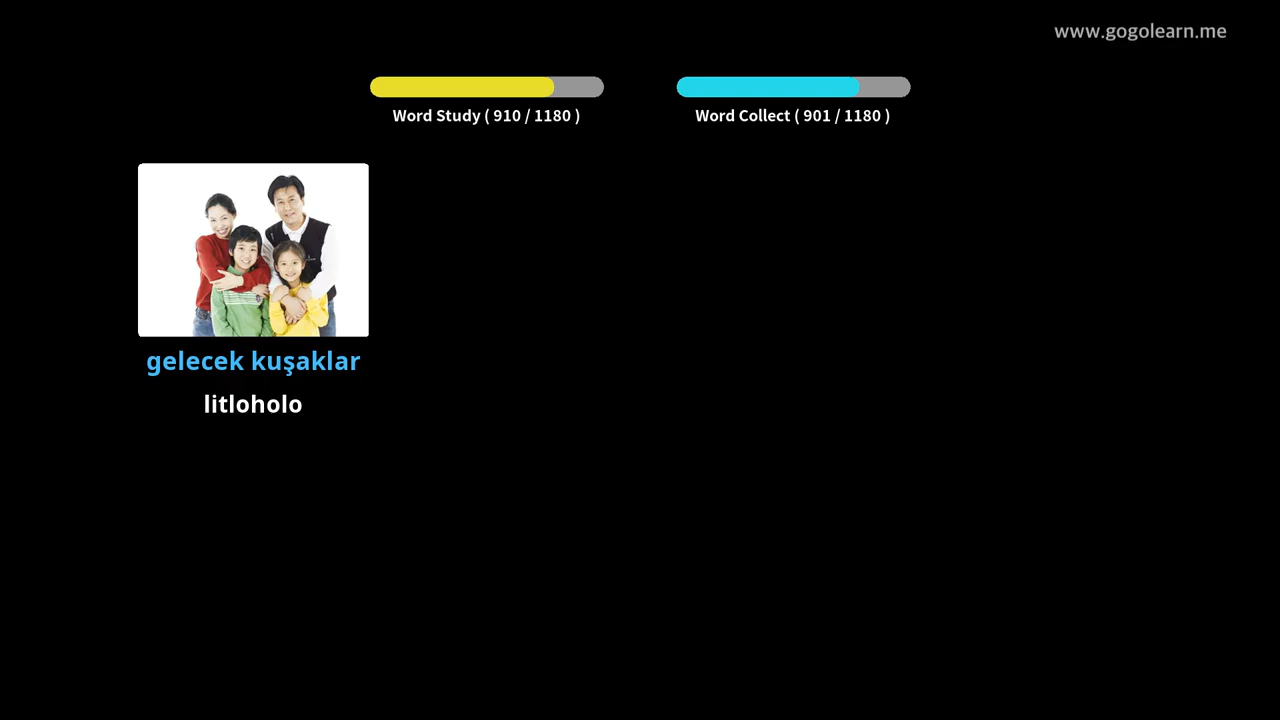 www.gogolearn.me
Word Study ( 910 / 1180 )
Word Collect ( 901 / 1180 )
gelecek kuşaklar
litloholo